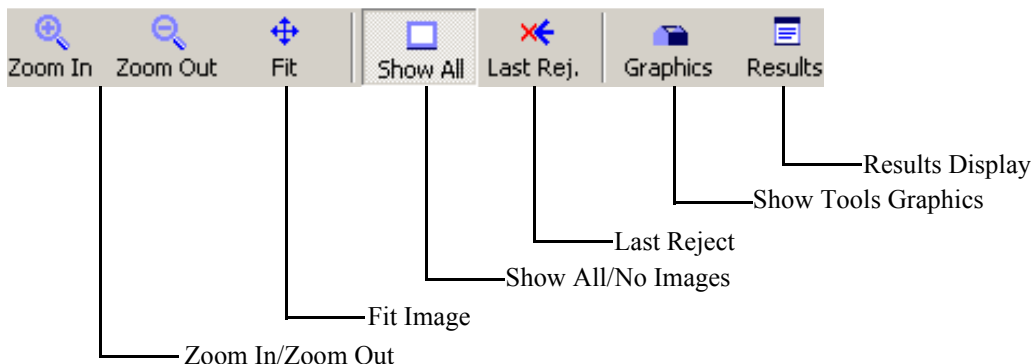 Zoom In Zoom Out Fit Show All Last Rej. Graphics Results
Results Display
Show Tools Graphics
Last Reject
Show All/No Images
Fit Image
Zoom In/Zoom Out